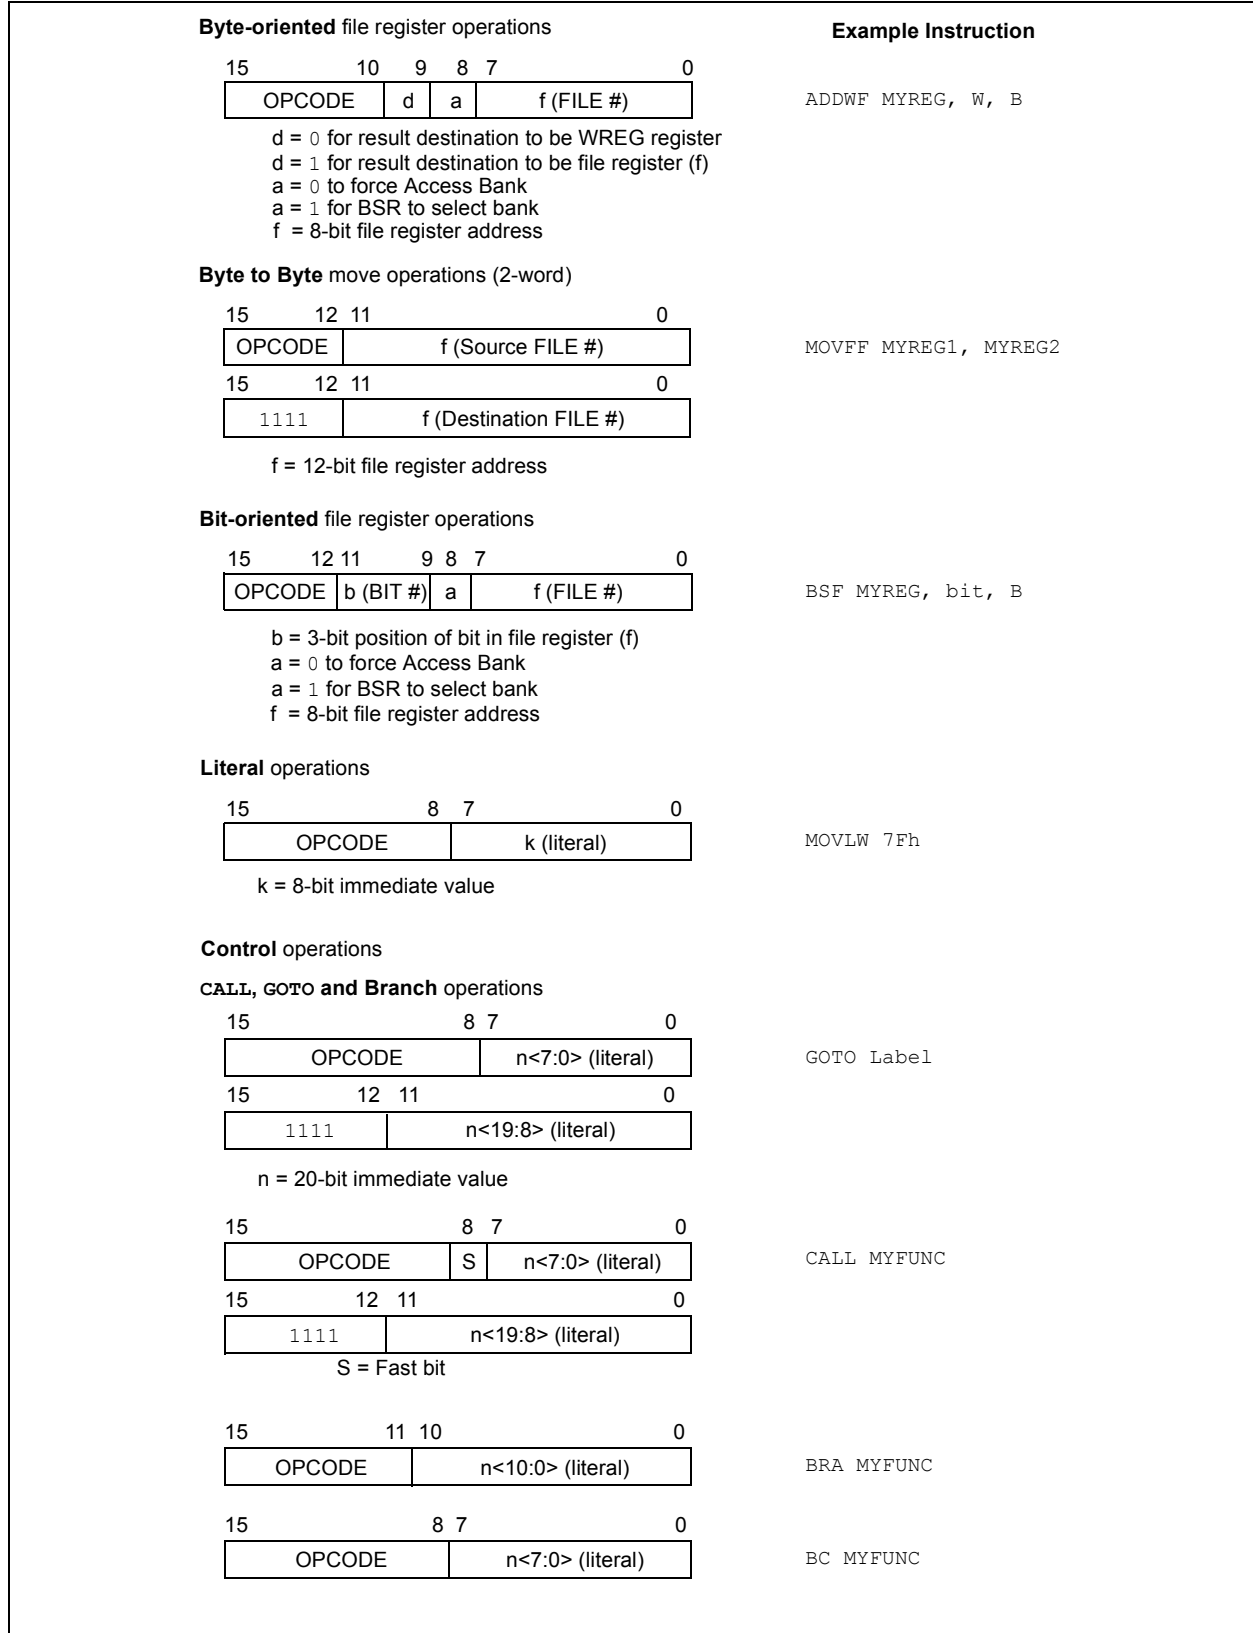 Byte-oriented file register operations Example Instruction
15 10 9 8 7 0
OPCODE d a f (FILE #) ADDWF MYREG, W, B
d = 0 for result destination to be WREG register
d = 1 for result destination to be file register (f)
a = 0 to force Access Bank
a = 1 for BSR to select bank
f = 8-bit file register address
Byte to Byte move operations (2-word)
15 12 11 0
OPCODE f (Source FILE #) MOVFF MYREG1, MYREG2
15 12 11 0
1111 f (Destination FILE #)
f = 12-bit file register address
Bit-oriented file register operations
15 12 11 9 8 7 0
OPCODE b (BIT #) a f (FILE #) BSF MYREG, bit, B
b = 3-bit position of bit in file register (f)
a = 0 to force Access Bank
a = 1 for BSR to select bank
f = 8-bit file register address
Literal operations
15 8 7 0
OPCODE k (literal) MOVLW 7Fh
k = 8-bit immediate value
Control operations
CALL, GOTO and Branch operations
15 8 7 0
OPCODE n<7:0> (literal) GOTO Label
15 12 11 0
1111 n<19:8> (literal)
n = 20-bit immediate value
15 8 7 0
OPCODE S n<7:0> (literal) CALL MYFUNC
15 12 11 0
1111 n<19:8> (literal)
S = Fast bit
15 11 10 0
OPCODE n<10:0> (literal) BRA MYFUNC
15 8 7 0
OPCODE n<7:0> (literal) BC MYFUNC